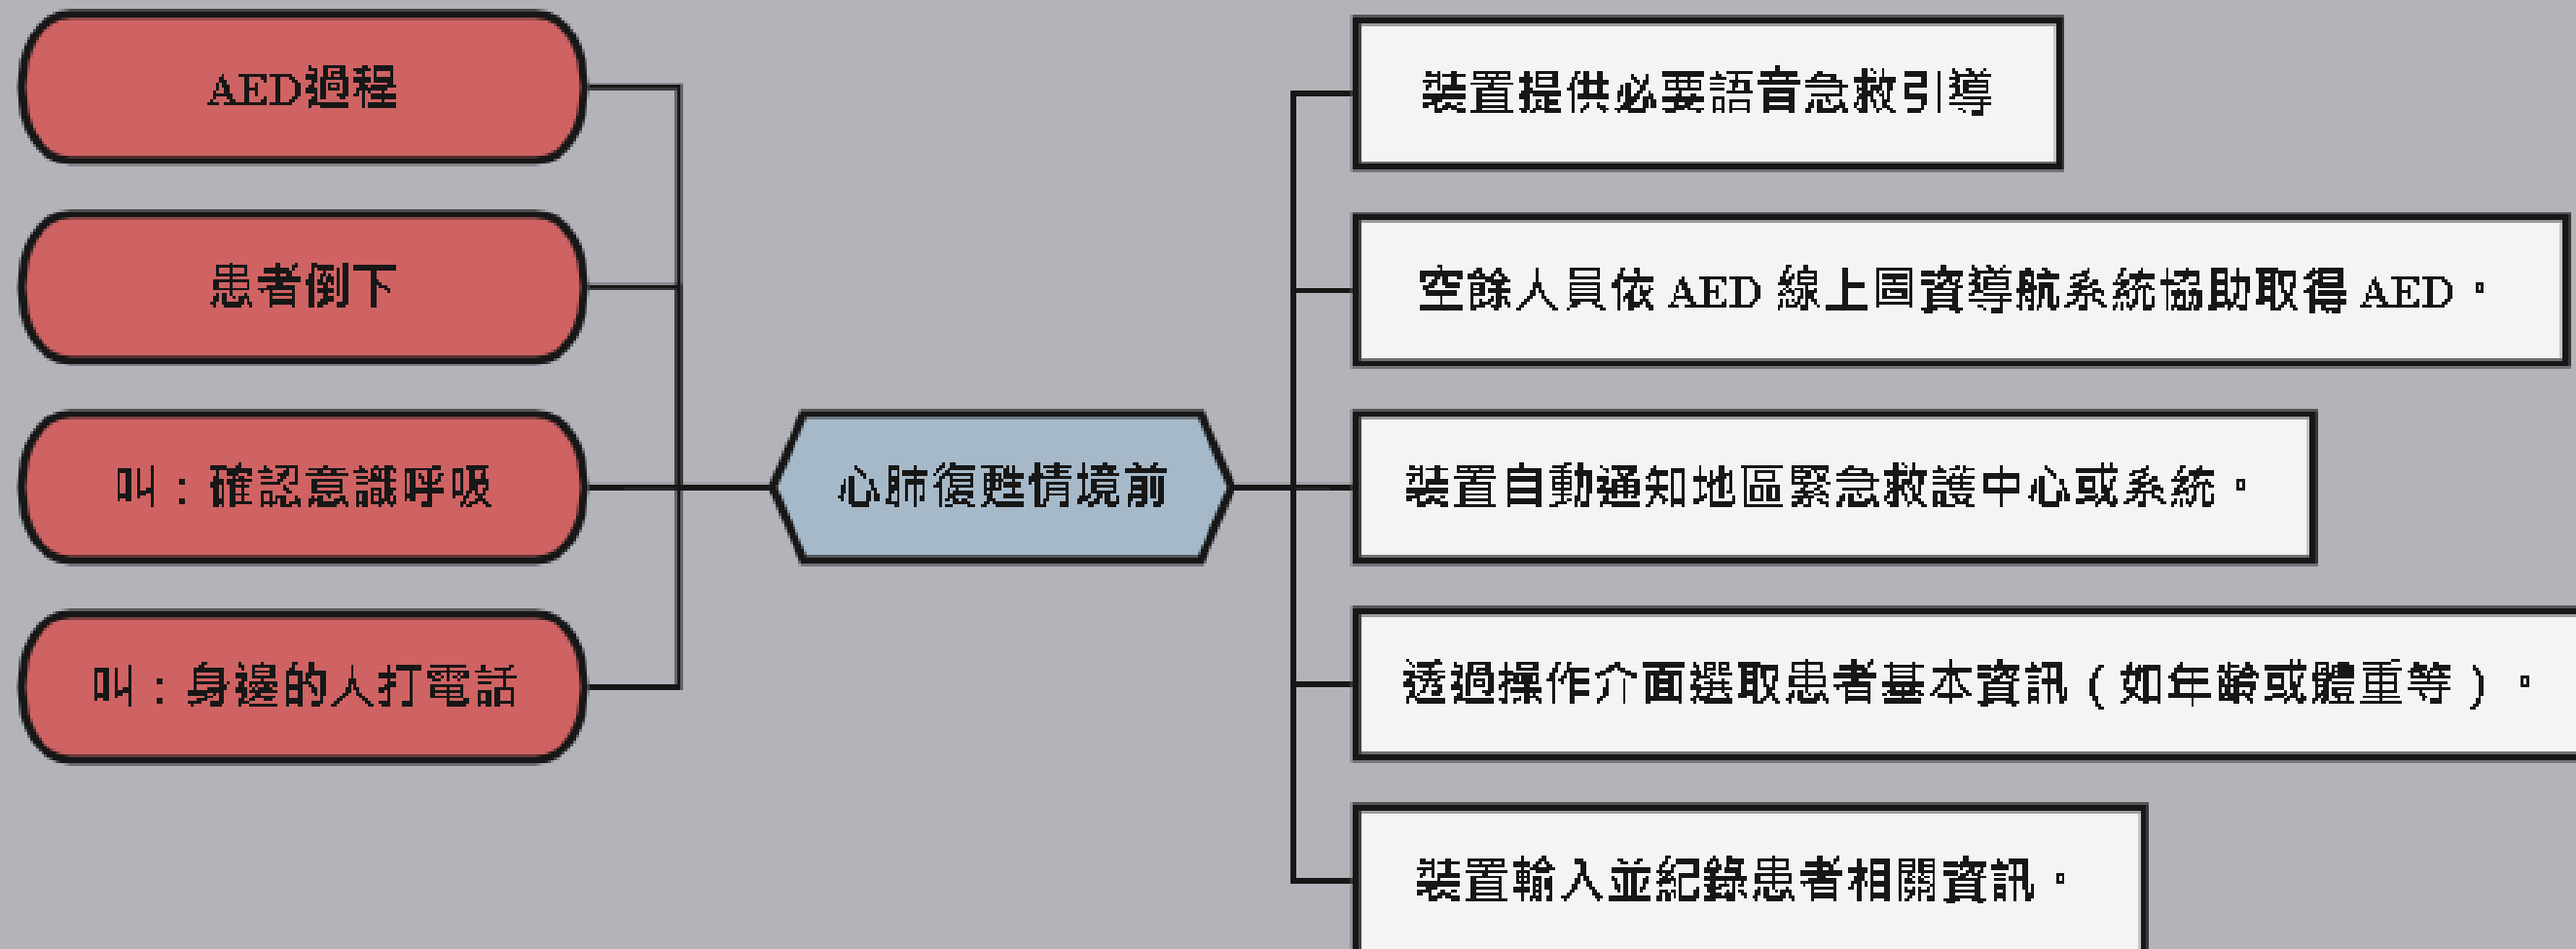 AED過程
患者倒下
叫：確認意識呼吸
叫：身邊的人打電話
心肺復甦情境前
裝置提供必要語音急救引導
空餘人員依 AED 線上圖資導航系統協助取得 AED。
裝置自動通知地區緊急救護中心或系統。
透過操作介面選取患者基本資訊（如年齡或體重等）。
裝置輸入並紀錄患者相關資訊。